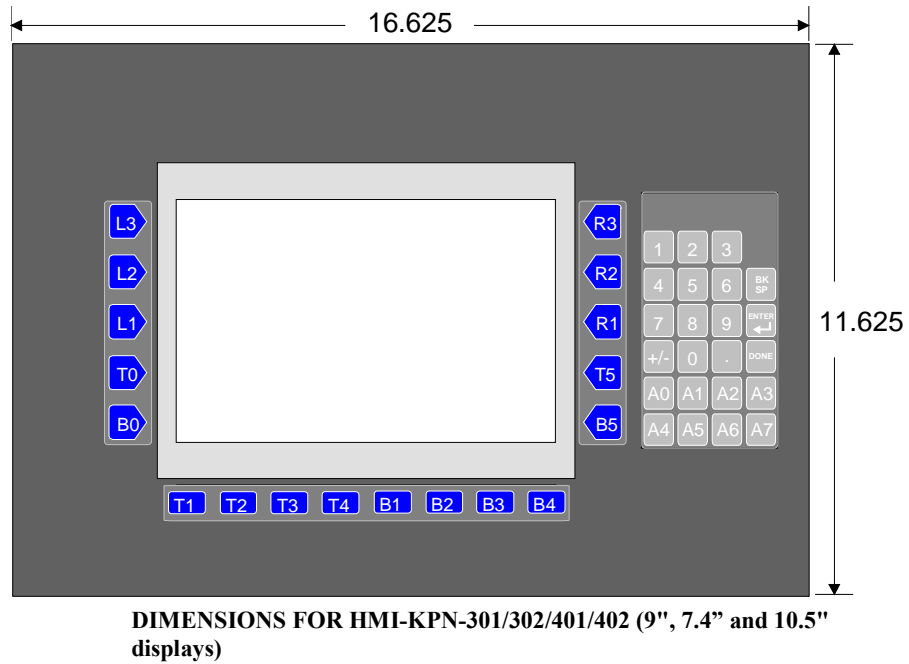 16.625
L3
L2
L1
T0
B0
R3
R2
R1
T5
B5
1 2 3
4 5 6 BK SP
7 8 9 ENTER
+/- 0 . DONE
A0 A1 A2 A3
A4 A5 A6 A7
11.625
T1 T2 T3 T4 B1 B2 B3 B4
DIMENSIONS FOR HMI-KPN-301/302/401/402 (9", 7.4” and 10.5"
displays)